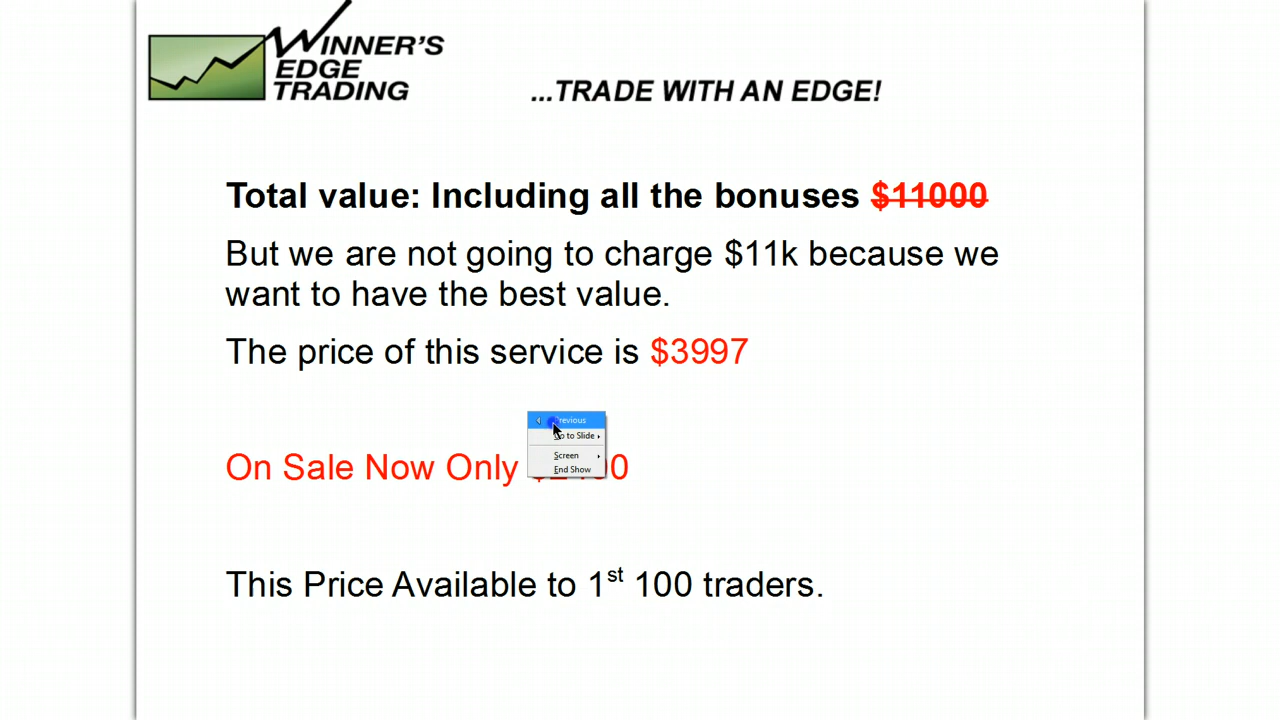 WINNER'S
EDGE
TRADING
...TRADE WITH AN EDGE!
Total value: Including all the bonuses $11000
But we are not going to charge $11k because we
want to have the best value.
The price of this service is $3997
Previous
Go to Slide
Screen
End Show
On Sale Now Only
This Price Available to 1st 100 traders.